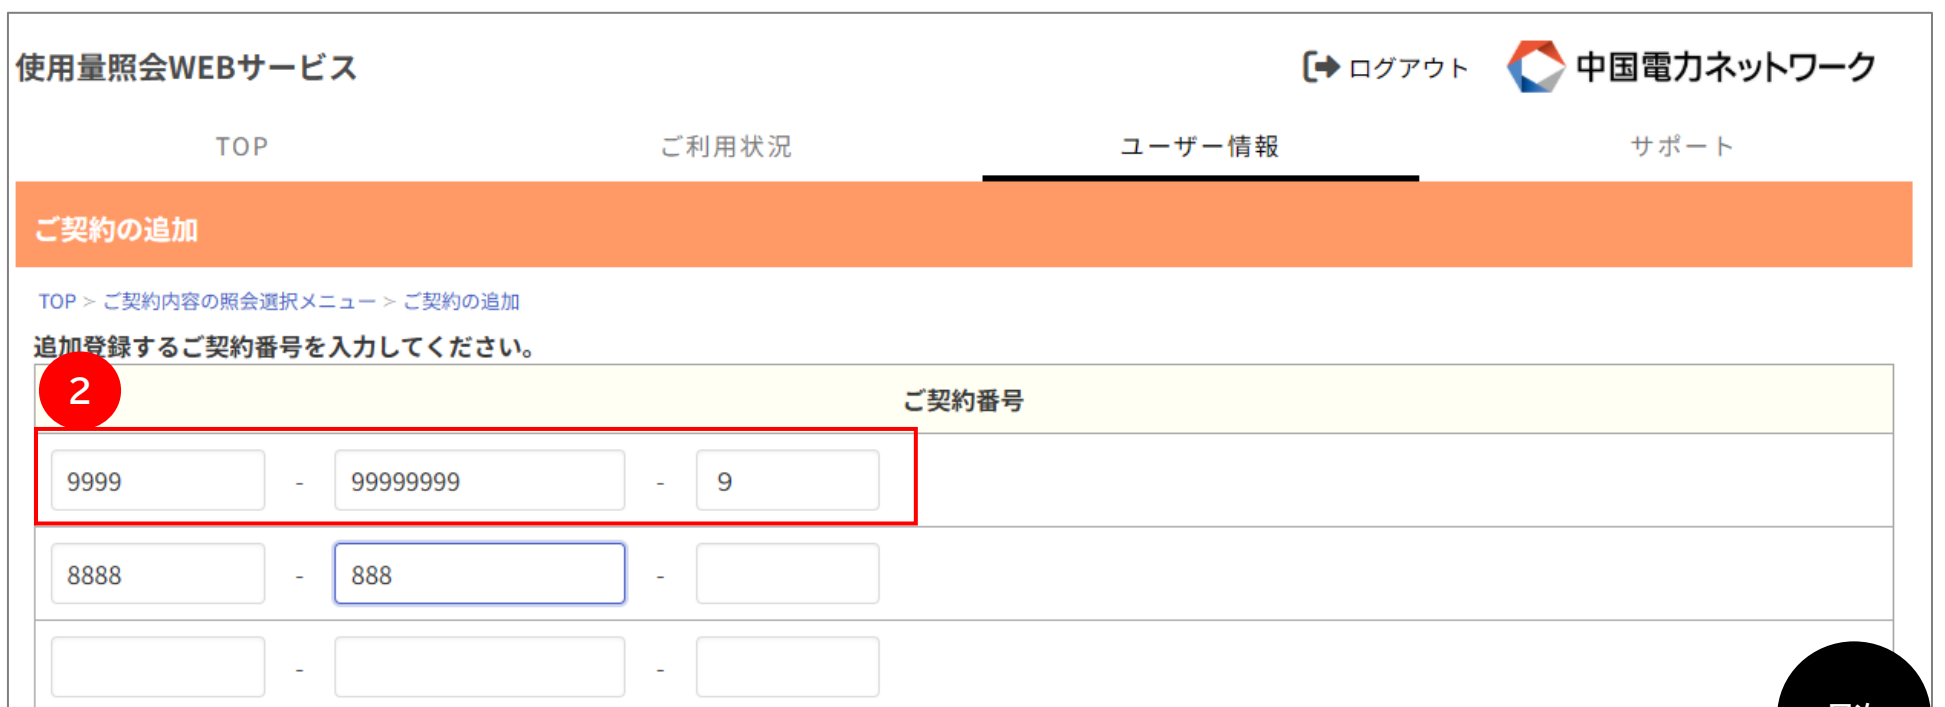 使用量照会WEBサービス
ログアウト
中国電力ネットワーク
TOP ご利用状況 ユーザー情報 サポート
ご契約の追加
TOP > ご契約内容の照会選択メニュー > ご契約の追加
追加登録するご契約番号を入力してください。
2
ご契約番号
9999 - 99999999 - 9
8888 - 888 -
- -